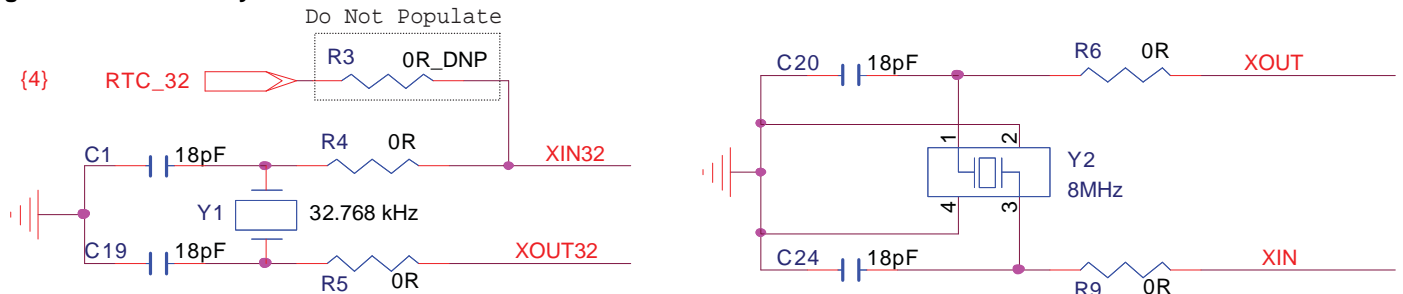 Do Not Populate
R3 0R_DNP
{4} RTC_32
R4 0R
C1 18pF XIN32
Y1 32.768 kHz
C19 18pF XOUT32
R5 0R
R6 0R
C20 18pF XOUT
1 2
Y2
8MHz
4 3
C24 18pF XIN
R9 0R